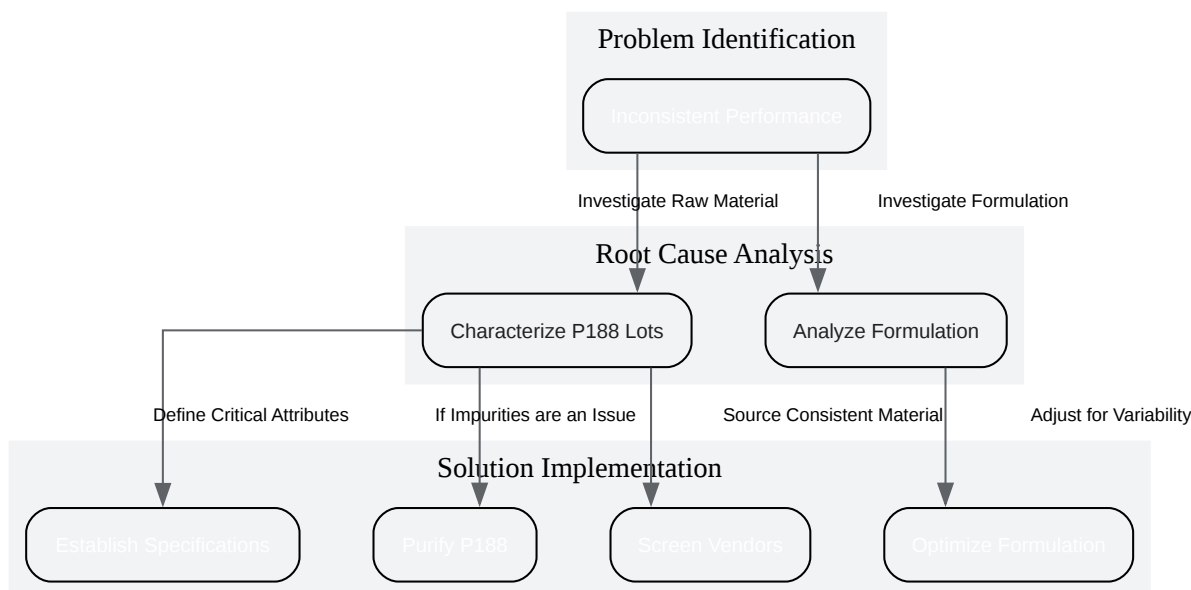 Problem Identification
Inconsistent Performance
Investigate Raw Material
Investigate Formulation
Root Cause Analysis
Characterize P188 Lots
Analyze Formulation
Define Critical Attributes
If Impurities are an Issue
Source Consistent Material
Adjust for Variability
Solution Implementation
Establish Specifications
Purify P188
Screen Vendors
Optimize Formulation